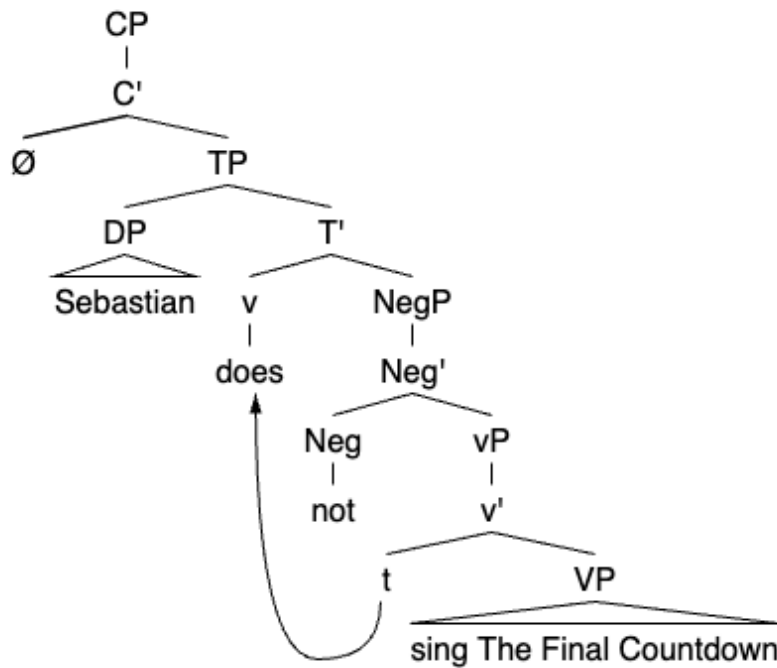 CP
C'
Ø TP
DP T'
Sebastian v NegP
does Neg'
Neg vP
not v'
t VP
sing The Final Countdown